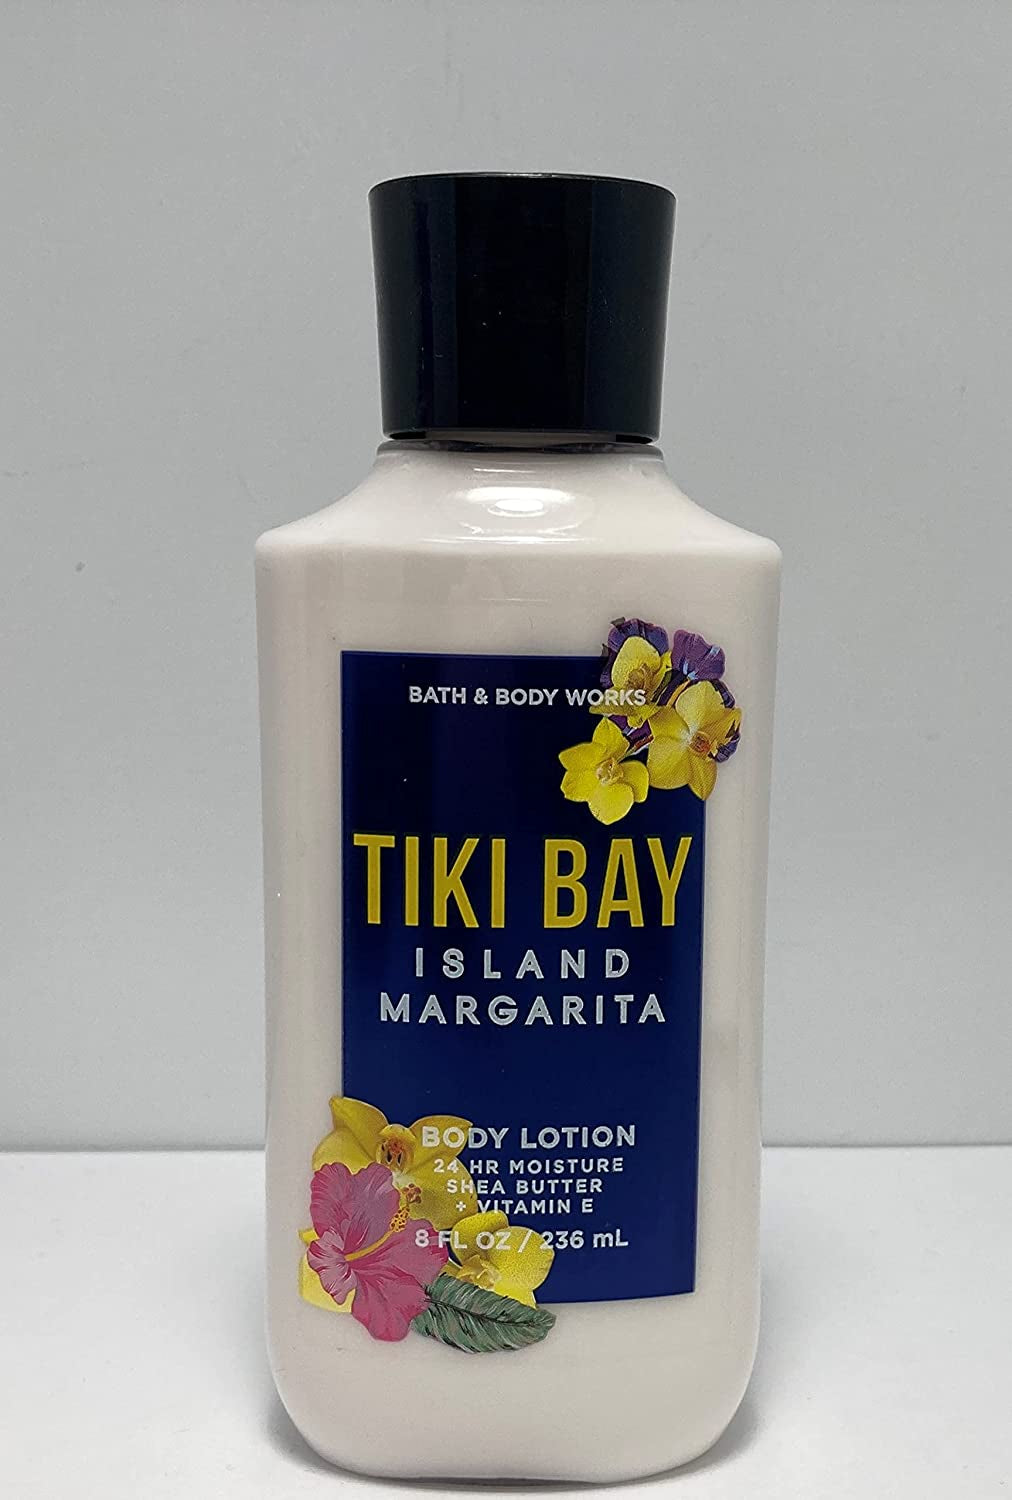 BATH & BODY WORKS
TIKI BAY
ISLAND
MARGARITA
BODY LOTION
24 HR MOISTURE
SHEA BUTTER
+ VITAMIN E
8 FL OZ / 236 mL